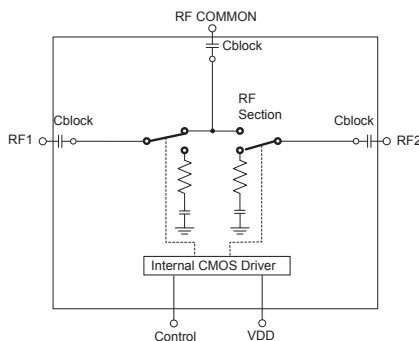 RF COMMON
Cblock
RF
Section
Cblock
Cblock
RF1
RF2
Internal CMOS Driver
Control
VDD